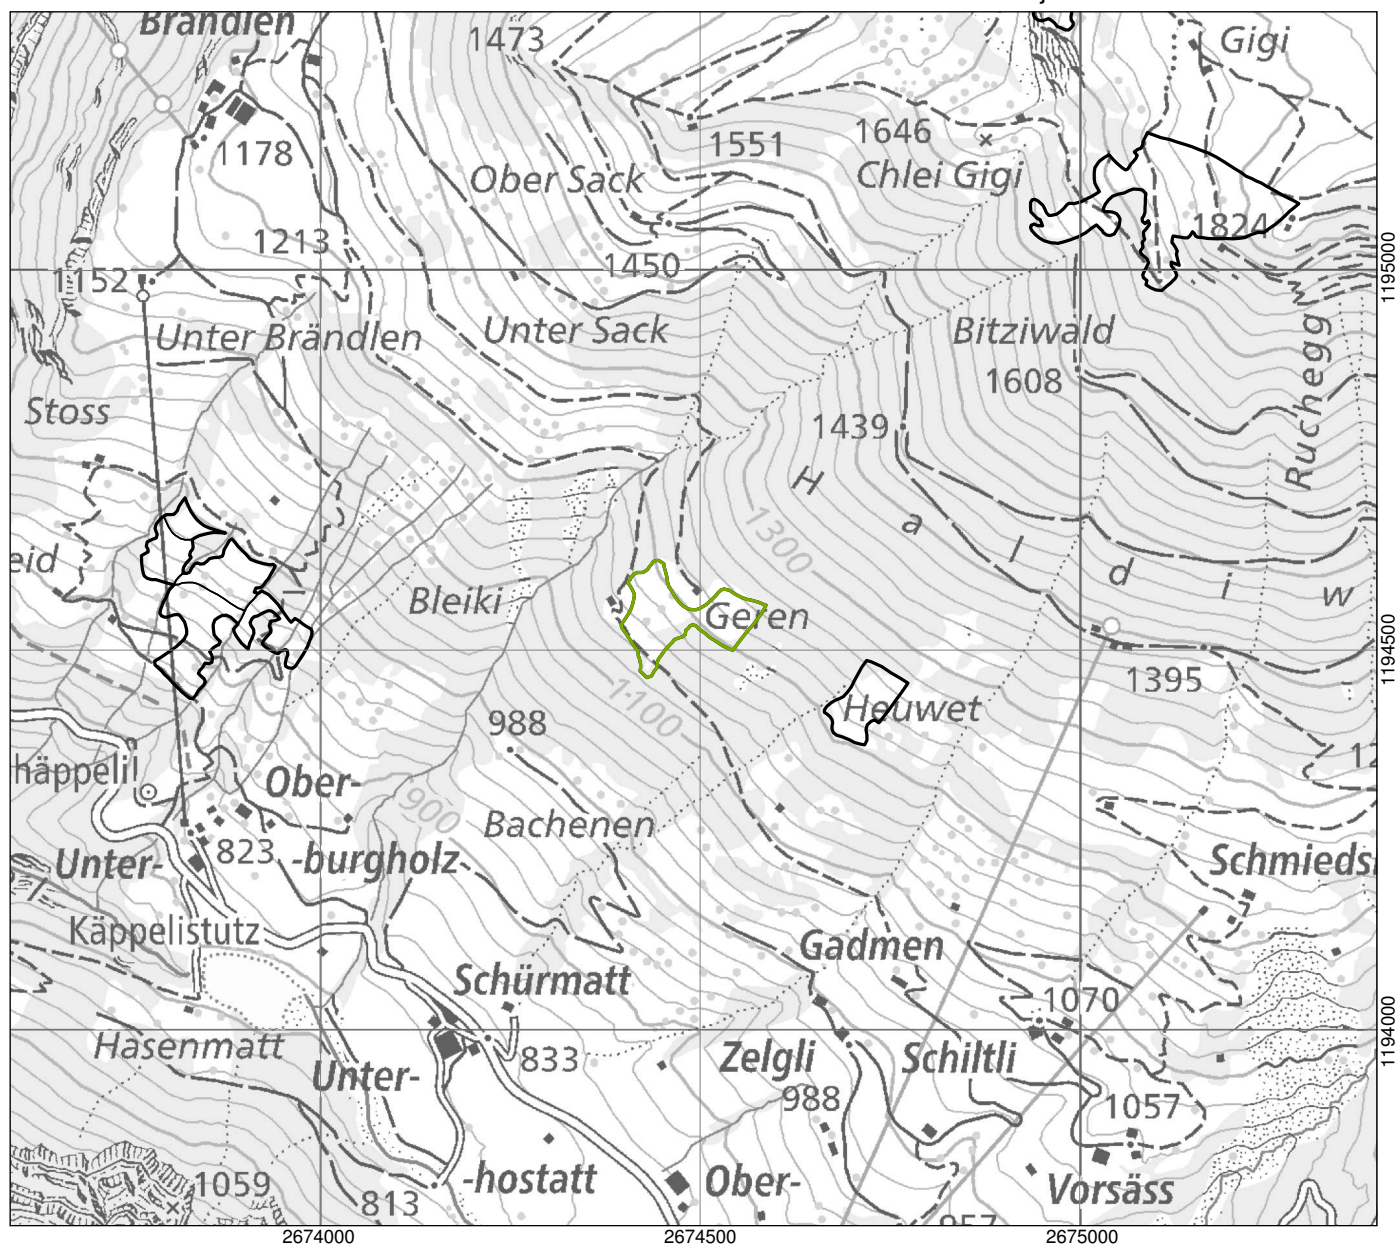 Brändlen
1473
Gigi
1178
1551
1646
Chlei Gigi
Ober Sack
1213
1824
1152
1450
1195000
Unter Brändlen
Unter Sack
Bitziwald
1608
Stoss
1439
Ruchegg w
H a l d i w
1300
eid
Bleiki
Geren
1194500
1395
1100
Heuwet
988
häppeli
Ober-
900
Bachenen
12
823
-burgholz
Unter-
Schmieds
Käppelistutz
Gadmen
Schürmatt
1070
Hasenmatt
833
Unter-
Zelgli
Schiltli
1194000
988
1057
1059
813
-hostatt
Ober-
Vorsäss
957
2674000
2674500
2675000